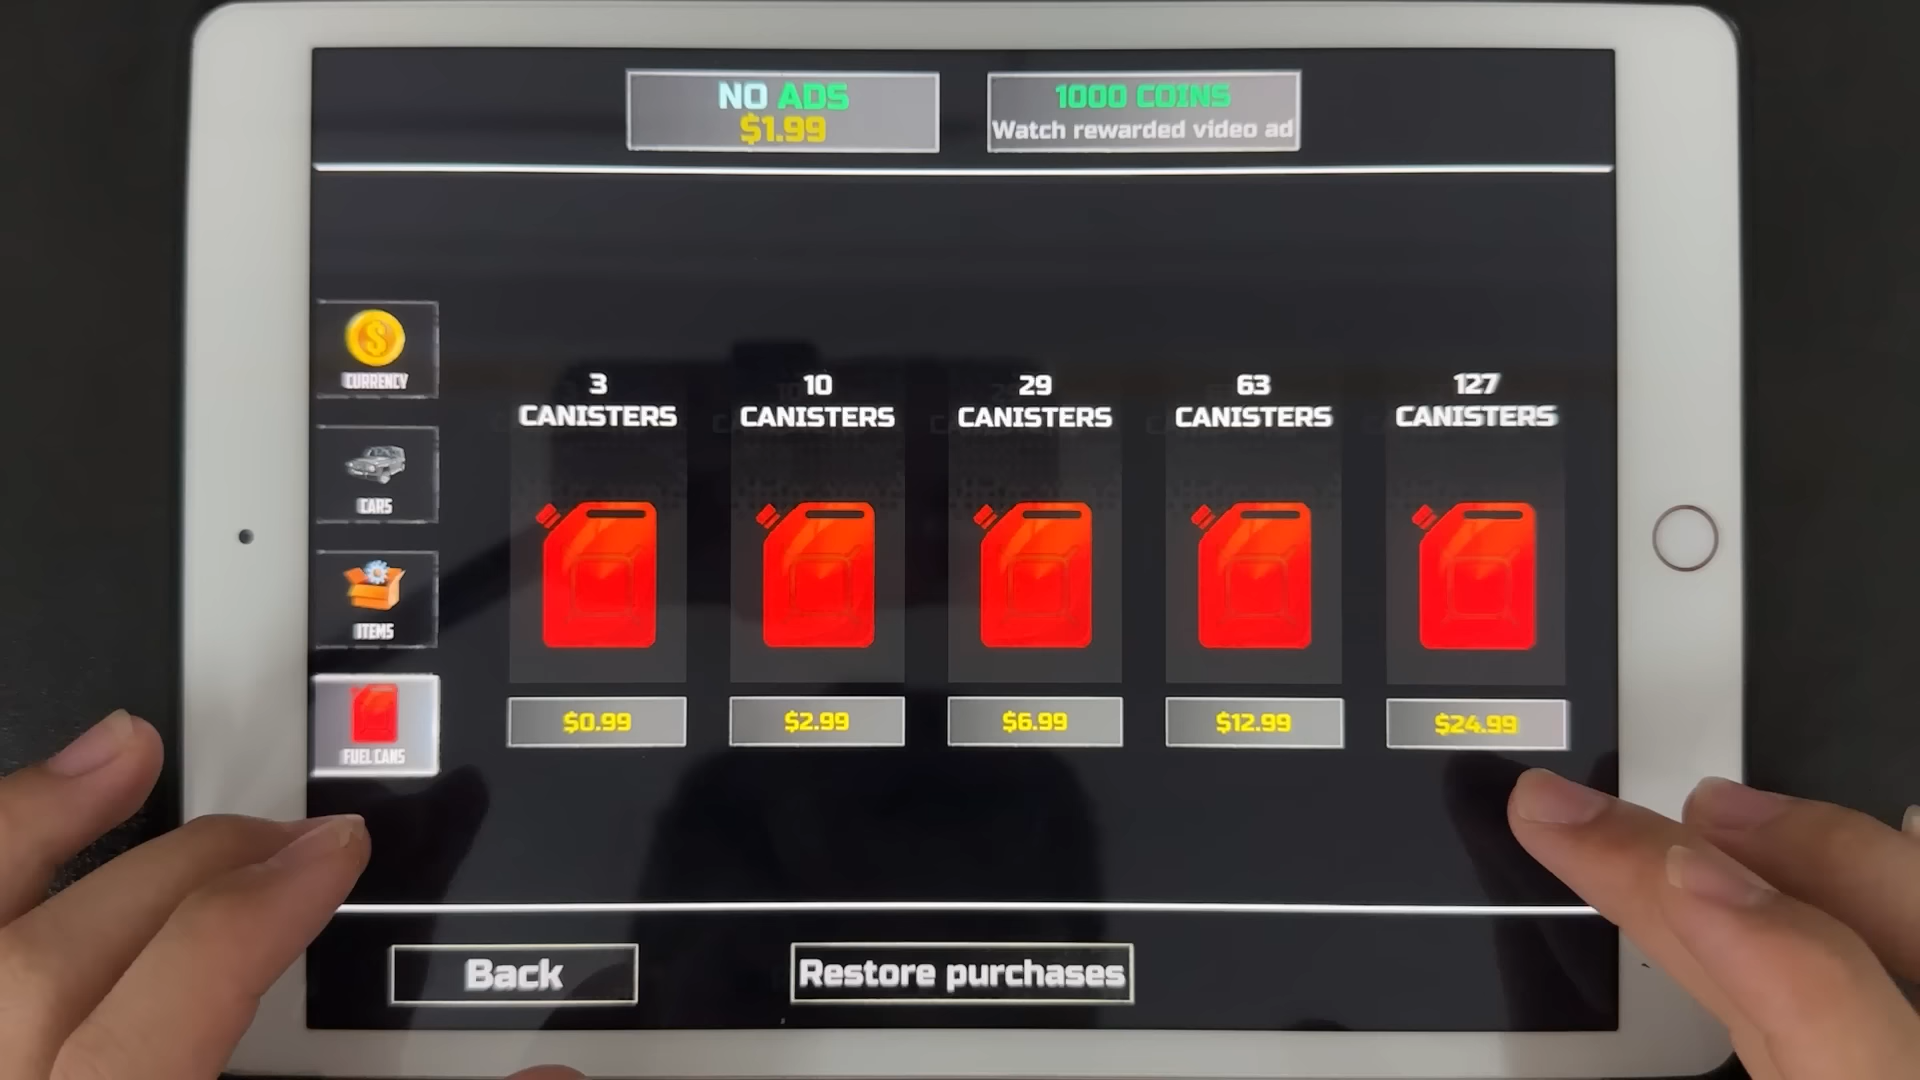 NO ADS
$1.99
1000 COINS
Watch rewarded video ad
CURRENCY
CARS
ITEMS
FUEL CANS
3
CANISTERS
$0.99
10
CANISTERS
$2.99
29
CANISTERS
$6.99
63
CANISTERS
$12.99
127
CANISTERS
$24.99
Back
Restore purchases